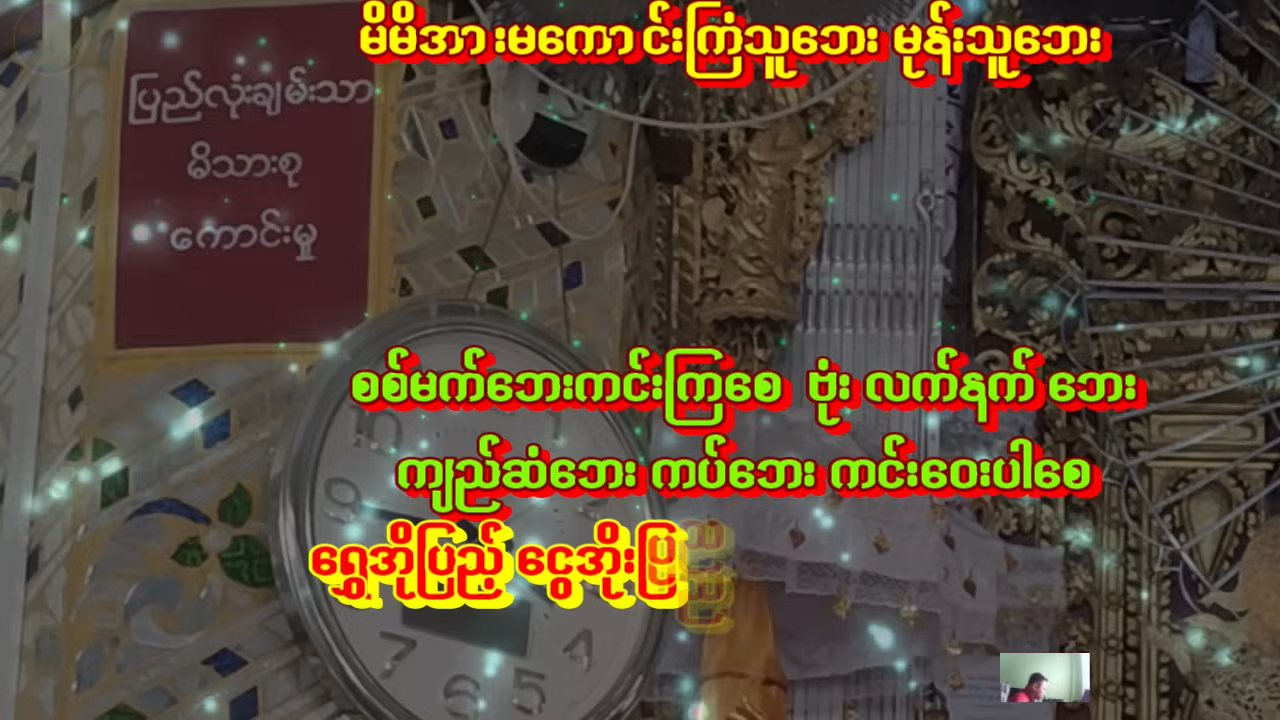 မိမိအား းမကောင်းကြံသူဘေး မုန်းသူဘေး
ပြည်လုံးချမ်းသာ
မိသားစု
ကောင်းမှု
စစ်မက်ဘေးကင်းကြစေ ဗုံး လက်နက် ဘေး
ကျည်ဆံဘေး ကပ်ဘေး ကင်းဝေးပါစေ
ရွှေအိုပြည့် ငွေအိုး